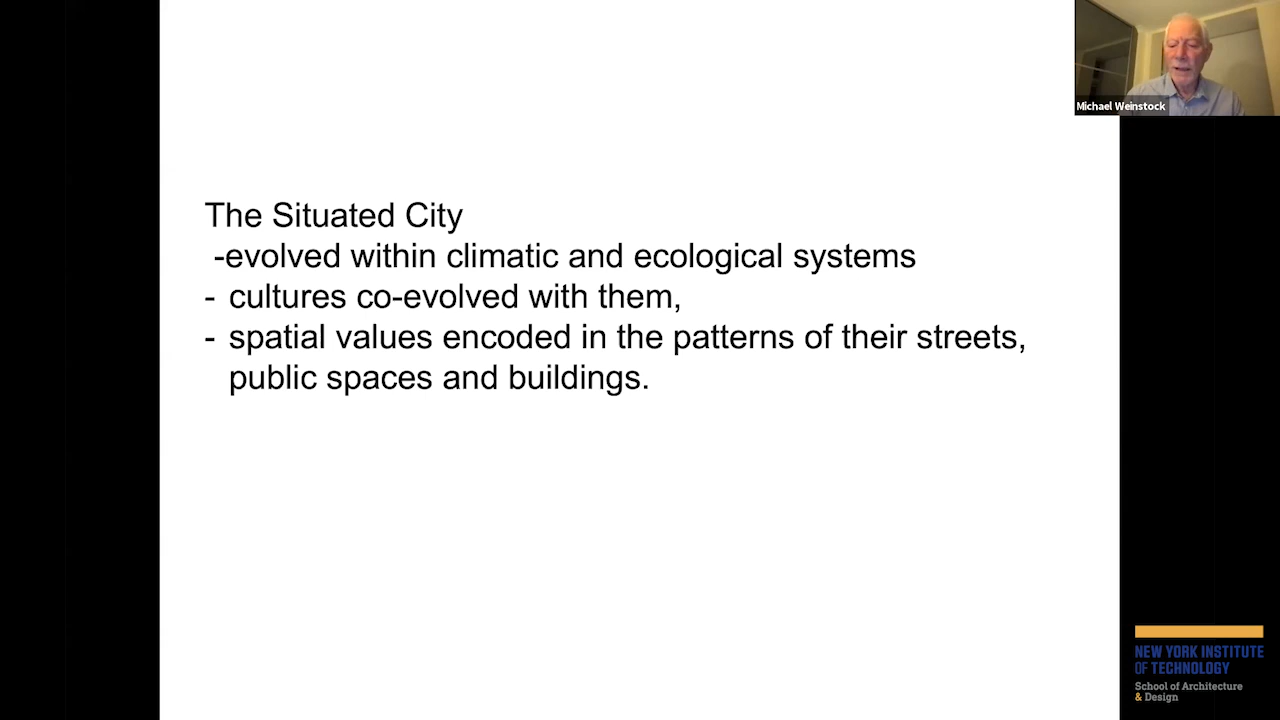 Michael Weinstock
The Situated City
-evolved within climatic and ecological systems
- cultures co-evolved with them,
- spatial values encoded in the patterns of their streets,
public spaces and buildings.
NEW YORK INSTITUTE
OF TECHNOLOGY
School of Architecture
& Design